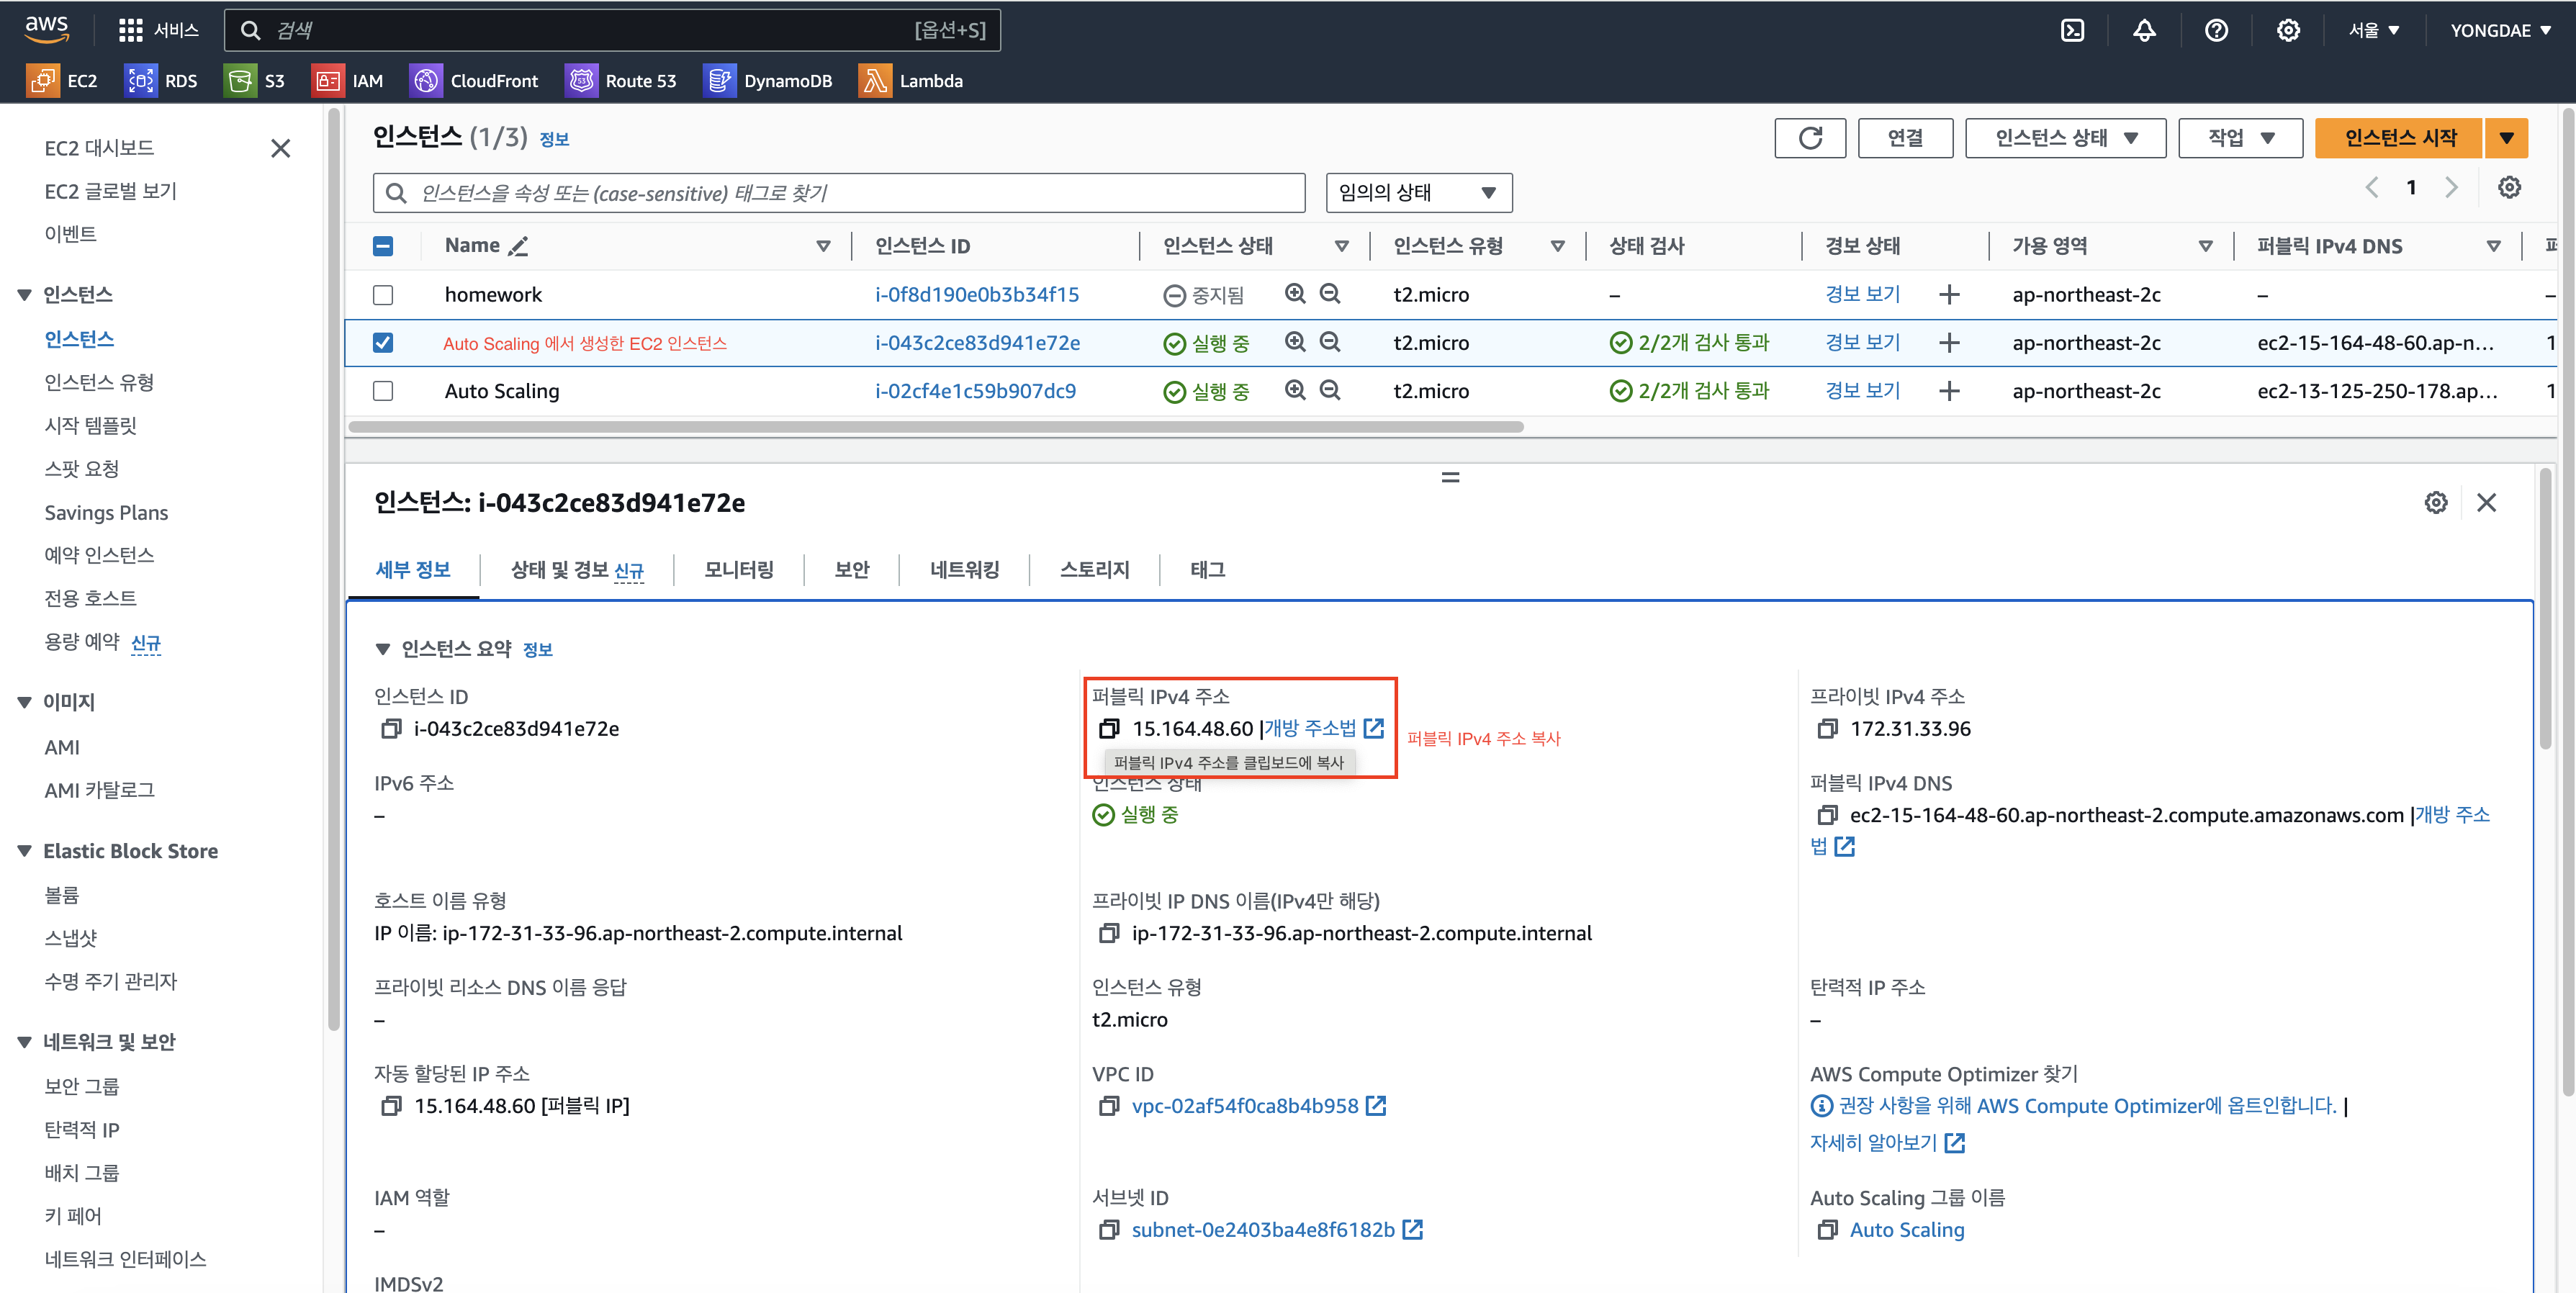 aws 서비스 검색 [옵션+S] 서울 YONGDAE
EC2 RDS S3 IAM CloudFront Route 53 DynamoDB Lambda
EC2 대시보드
EC2 글로벌 보기
이벤트
인스턴스
인스턴스
인스턴스 유형
시작 템플릿
스팟 요청
Savings Plans
예약 인스턴스
전용 호스트
용량 예약 신규
이미지
AMI
AMI 카탈로그
Elastic Block Store
볼륨
스냅샷
수명 주기 관리자
네트워크 및 보안
보안 그룹
탄력적 IP
배치 그룹
키 페어
네트워크 인터페이스
인스턴스 (1/3) 정보 연결 인스턴스 상태 작업 인스턴스 시작
인스턴스을 속성 또는 (case-sensitive) 태그로 찾기 임의의 상태 1
Name 인스턴스 ID 인스턴스 상태 인스턴스 유형 상태 검사 경보 상태 가용 영역 퍼블릭 IPv4 DNS
homework i-0f8d190e0b3b34f15 중지됨 t2.micro – 경보 보기 ap-northeast-2c – –
Auto Scaling 에서 생성한 EC2 인스턴스 i-043c2ce83d941e72e 실행 중 t2.micro 2/2개 검사 통과 경보 보기 ap-northeast-2c ec2-15-164-48-60.ap-n... 1
Auto Scaling i-02cf4e1c59b907dc9 실행 중 t2.micro 2/2개 검사 통과 경보 보기 ap-northeast-2c ec2-13-125-250-178.ap... 1
인스턴스: i-043c2ce83d941e72e
세부 정보 상태 및 경보 신규 모니터링 보안 네트워킹 스토리지 태그
인스턴스 요약 정보
인스턴스 ID
i-043c2ce83d941e72e
퍼블릭 IPv4 주소
15.164.48.60 |개방 주소법
퍼블릭 IPv4 주소 복사
퍼블릭 IPv4 주소를 클립보드에 복사
프라이빗 IPv4 주소
172.31.33.96
IPv6 주소
–
인스턴스 상태
실행 중
퍼블릭 IPv4 DNS
ec2-15-164-48-60.ap-northeast-2.compute.amazonaws.com |개방 주소
법
호스트 이름 유형
IP 이름: ip-172-31-33-96.ap-northeast-2.compute.internal
프라이빗 IP DNS 이름(IPv4만 해당)
ip-172-31-33-96.ap-northeast-2.compute.internal
프라이빗 리소스 DNS 이름 응답
–
인스턴스 유형
t2.micro
탄력적 IP 주소
–
자동 할당된 IP 주소
15.164.48.60 [퍼블릭 IP]
VPC ID
vpc-02af54f0ca8b4b958
AWS Compute Optimizer 찾기
권장 사항을 위해 AWS Compute Optimizer에 옵트인합니다. |
자세히 알아보기
IAM 역할
–
서브넷 ID
subnet-0e2403ba4e8f6182b
Auto Scaling 그룹 이름
Auto Scaling
IMDSv2